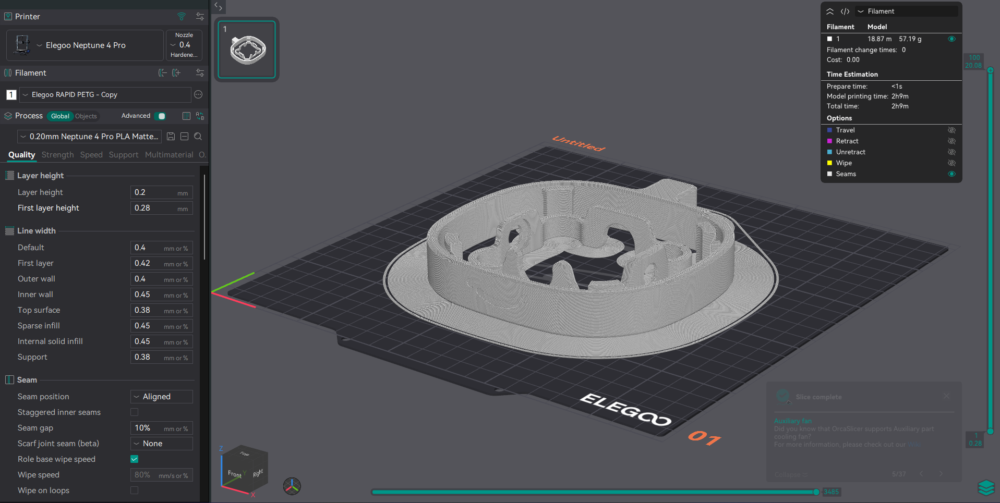 Printer
Elegoo Neptune 4 Pro
Nozzle
0.4
Hardene...
Filament
1
Elegoo RAPID PETG - Copy
Process Global Objects Advanced
0.20mm Neptune 4 Pro PLA Matte...
Quality Strength Speed Support Multimaterial O.
Layer height
Layer height 0.2 mm
First layer height 0.28 mm
Line width
Default 0.4 mm or %
First layer 0.42 mm or %
Outer wall 0.4 mm or %
Inner wall 0.45 mm or %
Top surface 0.38 mm or %
Sparse infill 0.45 mm or %
Internal solid infill 0.45 mm or %
Support 0.38 mm or %
Seam
Seam position Aligned
Staggered inner seams
Seam gap 10% mm or %
Scarf joint seam (beta) None
Role base wipe speed
Wipe speed 80% mm/s or %
Wipe on loops
1
Untitled
ELEGOO
01
Z
Top
Front Y Right
X
3485
Filament
Filament Model
1 18.87 m 57.19 g
Filament change times: 0
Cost: 0.00
Time Estimation
Prepare time: <1s
Model printing time: 2h9m
Total time: 2h9m
Options
Travel
Retract
Unretract
Wipe
Seams
100
20.08
1
0.28
Slice complete
Auxiliary fan
Did you know that OrcaSlicer supports Auxiliary part
cooling fan?
For more information, please check out our
Collapse
5/37